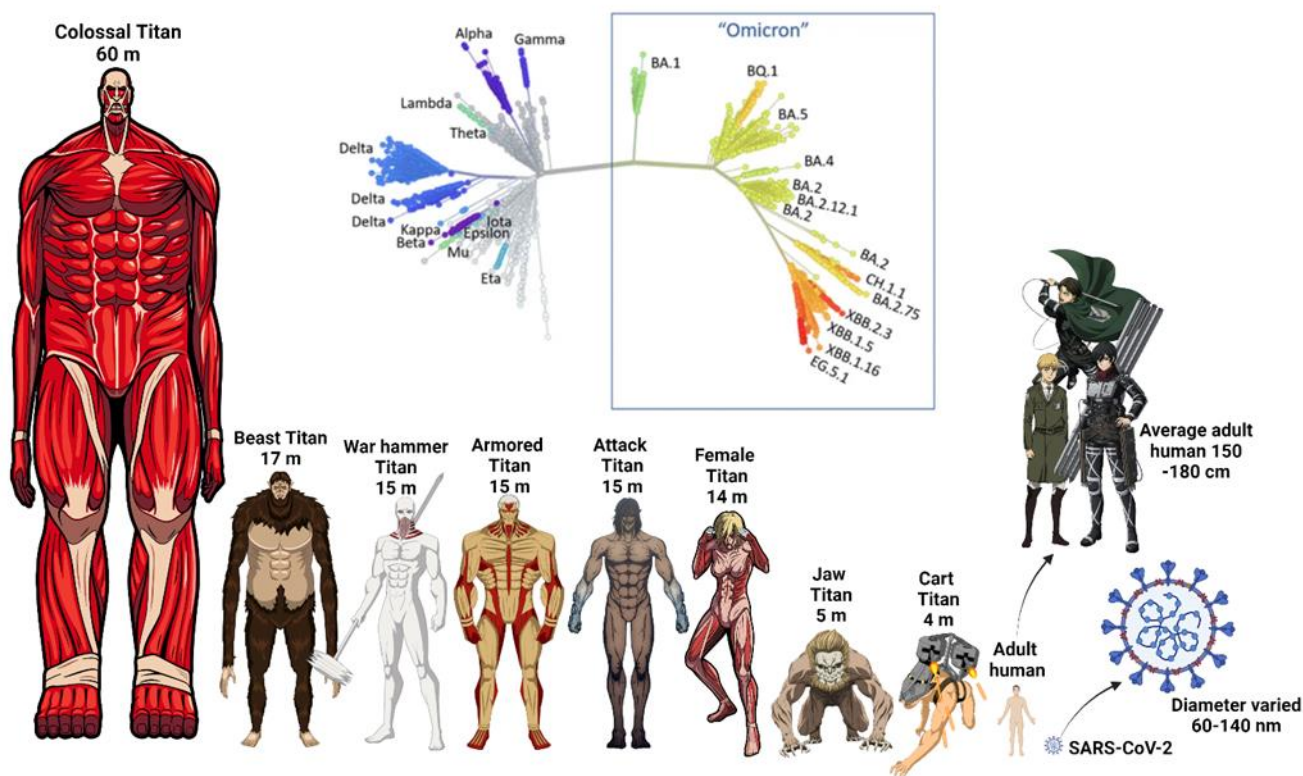 Colossal Titan
60 m
Alpha
Gamma
Lambda
Theta
Delta
Delta
Delta
Kappa
Beta
Iota
Epsilon
Mu
Eta
“Omicron”
BA.1
BQ.1
BA.5
BA.4
BA.2
BA.2.12.1
BA.2
BA.2
CH.1.1
BA.2.75
XBB.2.3
XBB.1.5
XBB.1.16
EG.5.1
Beast Titan
17 m
War hammer
Titan
15 m
Armored
Titan
15 m
Attack
Titan
15 m
Female
Titan
14 m
Jaw
Titan
5 m
Cart
Titan
4 m
Adult
human
Average adult
human 150
-180 cm
SARS-CoV-2
Diameter varied
60-140 nm